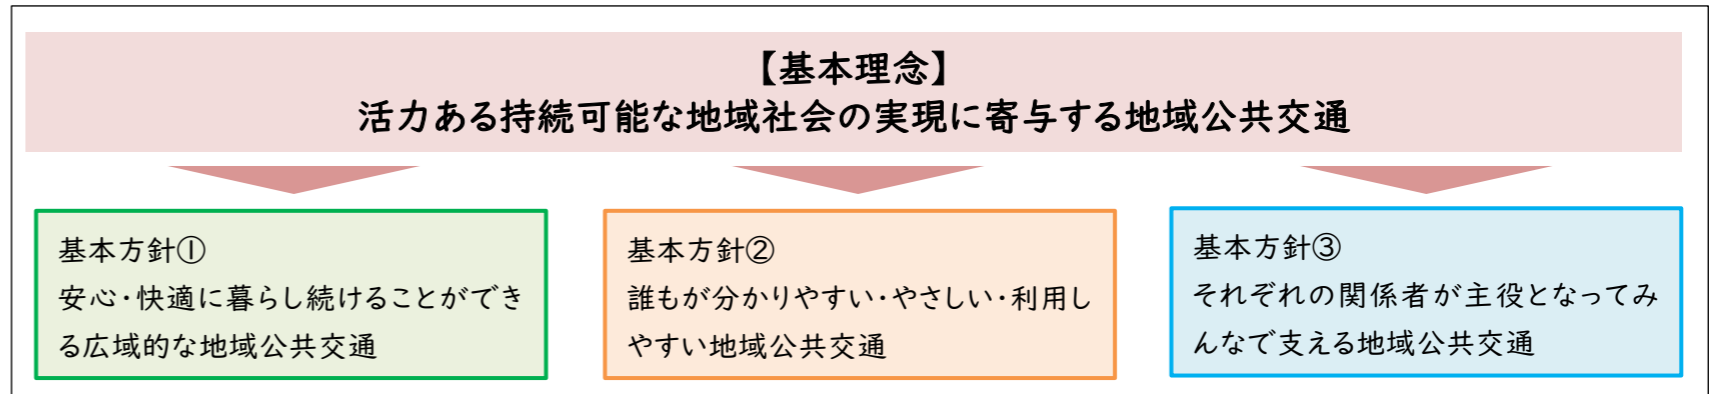 【基本理念】
活力ある持続可能な地域社会の実現に寄与する地域公共交通
基本方針①
安心・快適に暮らし続けることができ
る広域的な地域公共交通
基本方針②
誰もが分かりやすい・やさしい・利用し
やすい地域公共交通
基本方針③
それぞれの関係者が主役となってみ
んなで支える地域公共交通